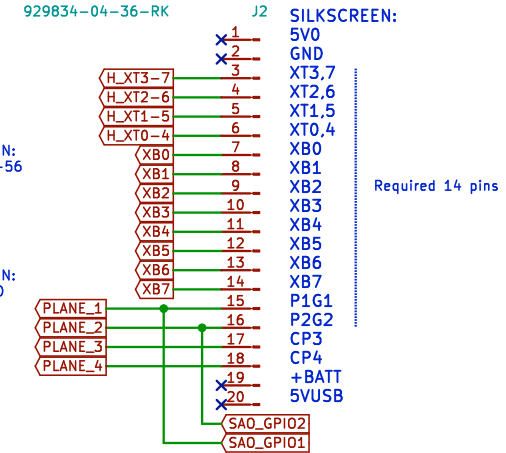 929834-04-36-RK J2 SILKSCREEN:
1 5V0
2 GND
H_XT3-7 3 XT3,7
H_XT2-6 4 XT2,6
H_XT1-5 5 XT1,5
H_XT0-4 6 XT0,4
N: XB0 7 XB0
-56 XB1 8 XB1
XB2 9 XB2 Required 14 pins
XB3 10 XB3
XB4 11 XB4
XB5 12 XB5
N: XB6 13 XB6
XB7 14 XB7
PLANE_1 15 P1G1
PLANE_2 16 P2G2
PLANE_3 17 CP3
PLANE_4 18 CP4
19 +BATT
20 5VUSB
SAO_GPIO2
SAO_GPIO1